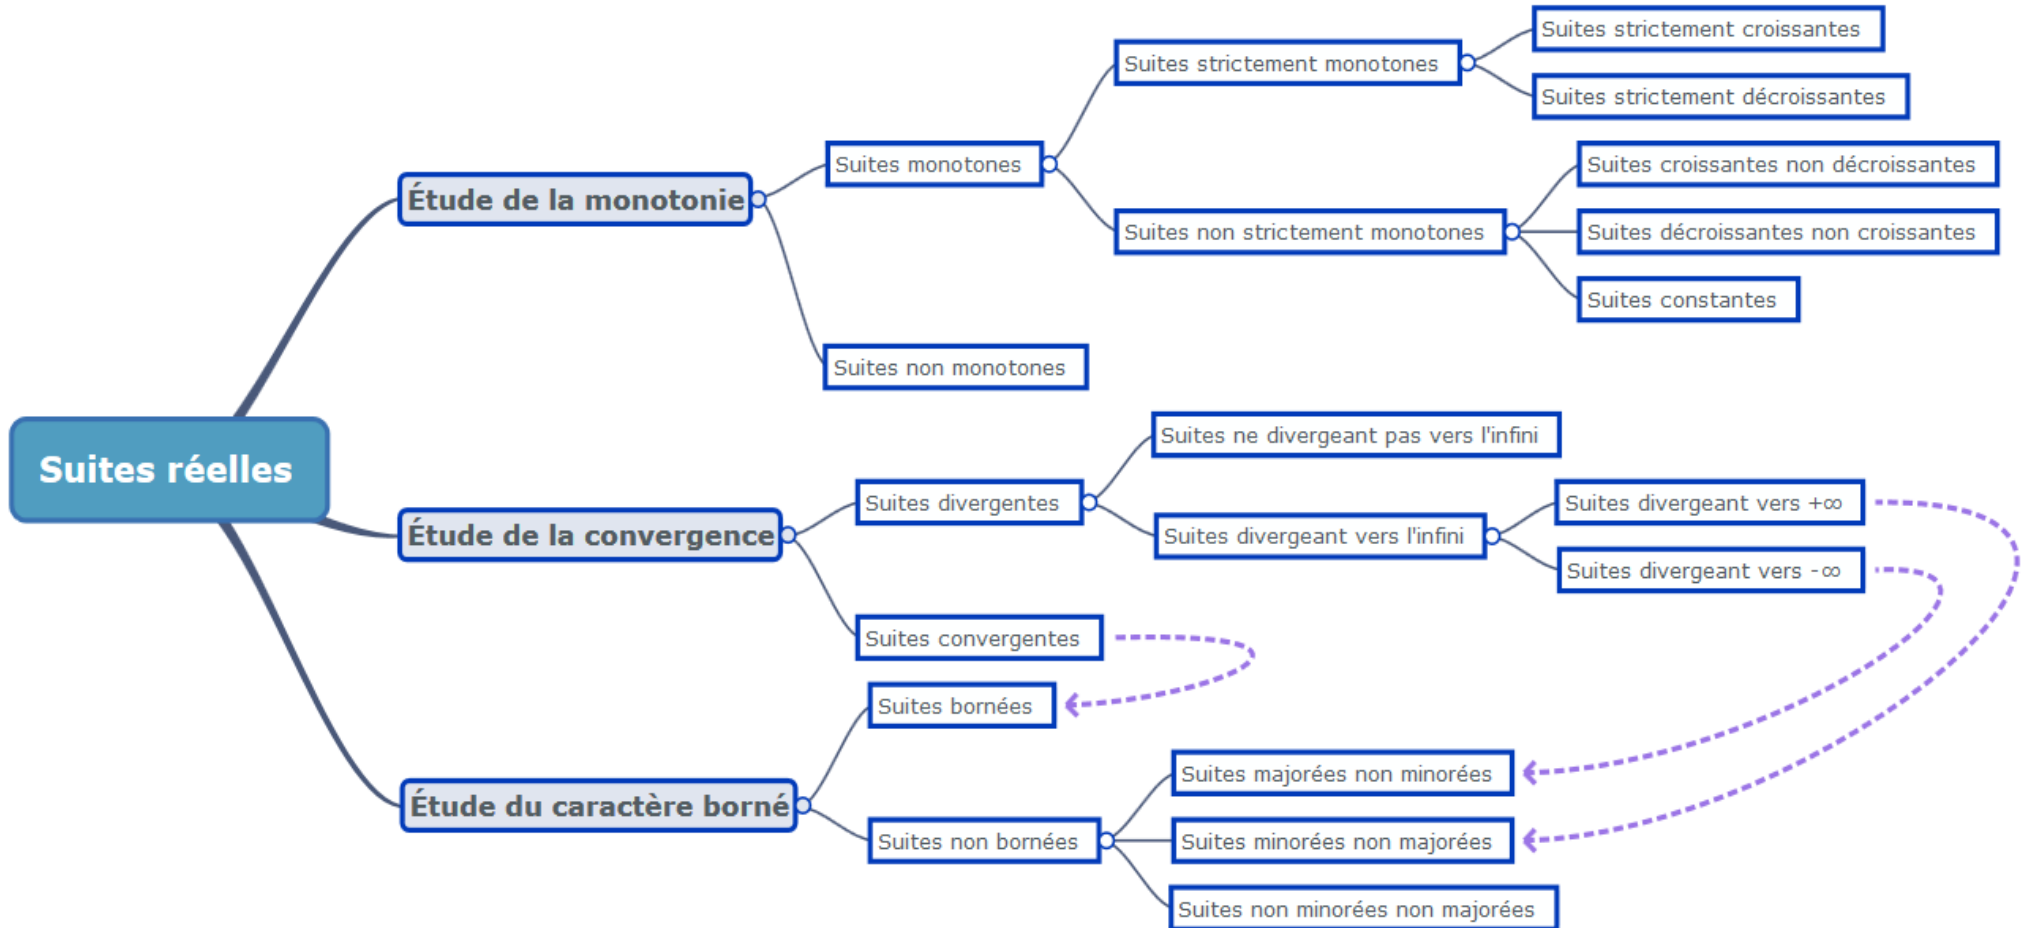 Suites réelles
Étude de la monotonie
Suites monotones
Suites strictement monotones
Suites strictement croissantes
Suites strictement décroissantes
Suites non strictement monotones
Suites croissantes non décroissantes
Suites décroissantes non croissantes
Suites constantes
Suites non monotones
Étude de la convergence
Suites divergentes
Suites ne divergeant pas vers l'infini
Suites divergeant vers l'infini
Suites divergeant vers +∞
Suites divergeant vers -∞
Suites convergentes
Étude du caractère borné
Suites bornées
Suites non bornées
Suites majorées non minorées
Suites minorées non majorées
Suites non minorées non majorées